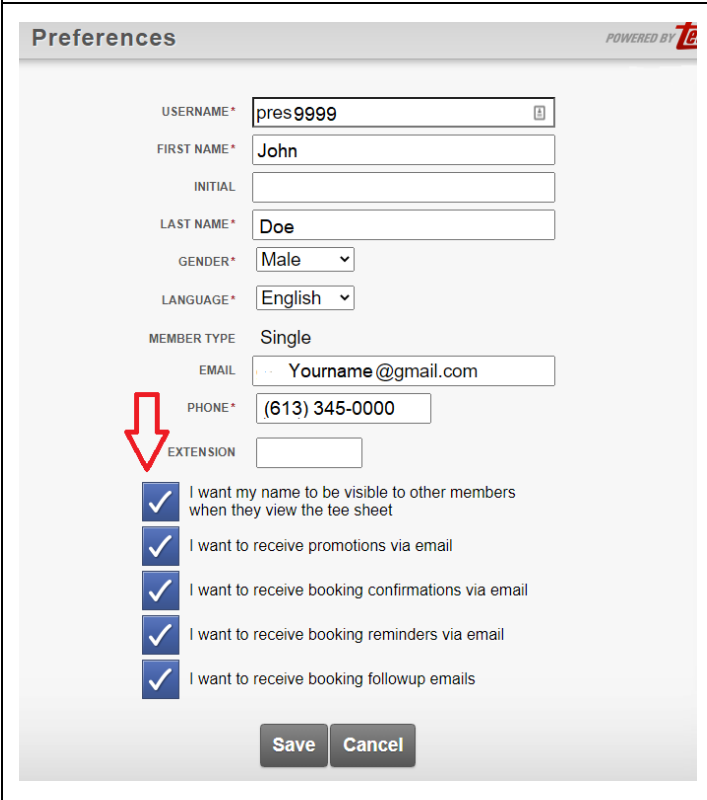 Preferences
POWERED BY
USERNAME*
pres9999
FIRST NAME*
John
INITIAL
LAST NAME*
Doe
GENDER*
Male
LANGUAGE*
English
MEMBER TYPE
Single
EMAIL
Yourname@gmail.com
PHONE*
(613) 345-0000
EXTENSION
I want my name to be visible to other members
when they view the tee sheet
I want to receive promotions via email
I want to receive booking confirmations via email
I want to receive booking reminders via email
I want to receive booking followup emails
Save
Cancel